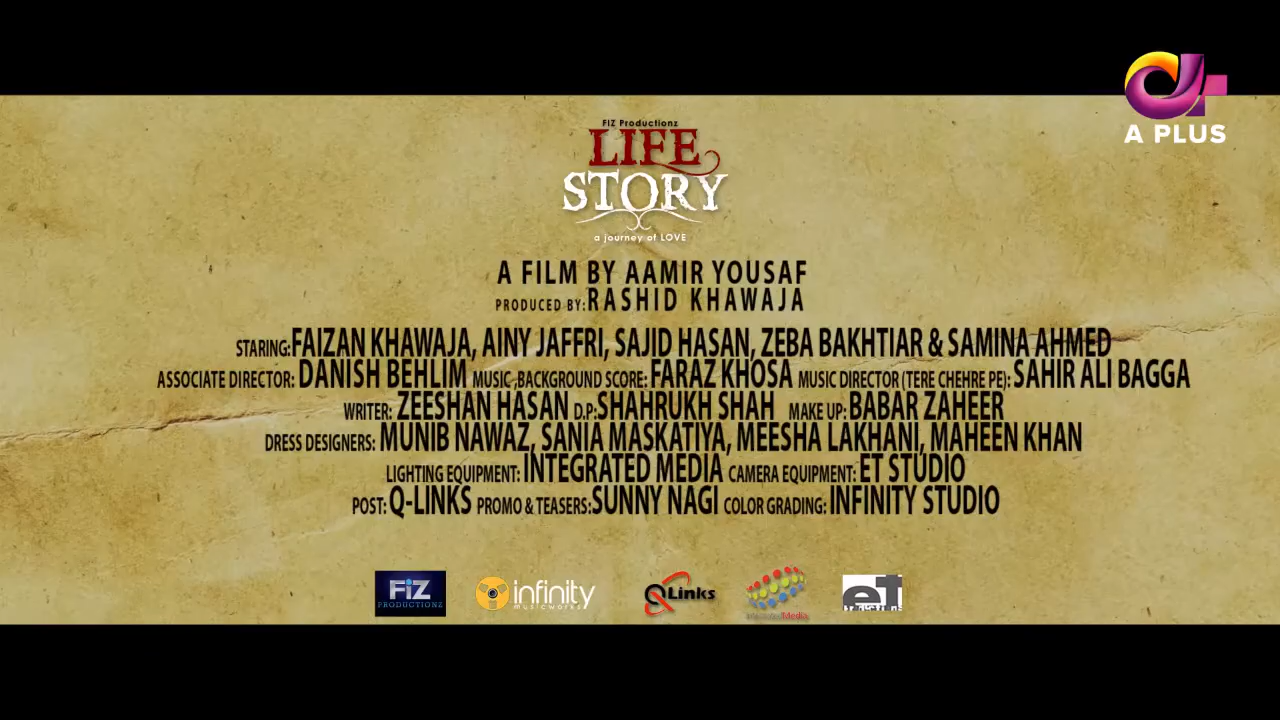 A PLUS
FIZ Productionz
LIFE
STORY
a journey of LOVE
A FILM BY AAMIR YOUSAF
PRODUCED BY:RASHID KHAWAJA
STARING:FAIZAN KHAWAJA, AINY JAFFRI, SAJID HASAN, ZEBA BAKHTIAR & SAMINA AHMED
ASSOCIATE DIRECTOR: DANISH BEHLIM MUSIC ,BACKGROUND SCORE: FARAZ KHOSA MUSIC DIRECTOR (TERE CHEHRE PE): SAHIR ALI BAGGA
WRITER: ZEESHAN HASAN D.P:SHAHRUKH SHAH MAKE UP: BABAR ZAHEER
DRESS DESIGNERS: MUNIB NAWAZ, SANIA MASKATIYA, MEESHA LAKHANI, MAHEEN KHAN
LIGHTING EQUIPMENT: INTEGRATED MEDIA CAMERA EQUIPMENT: ET STUDIO
POST: Q-LINKS PROMO & TEASERS:SUNNY NAGI COLOR GRADING: INFINITY STUDIO
FiZ
PRODUCTIONZ
infinity
musicworks
QLinks
Media
et